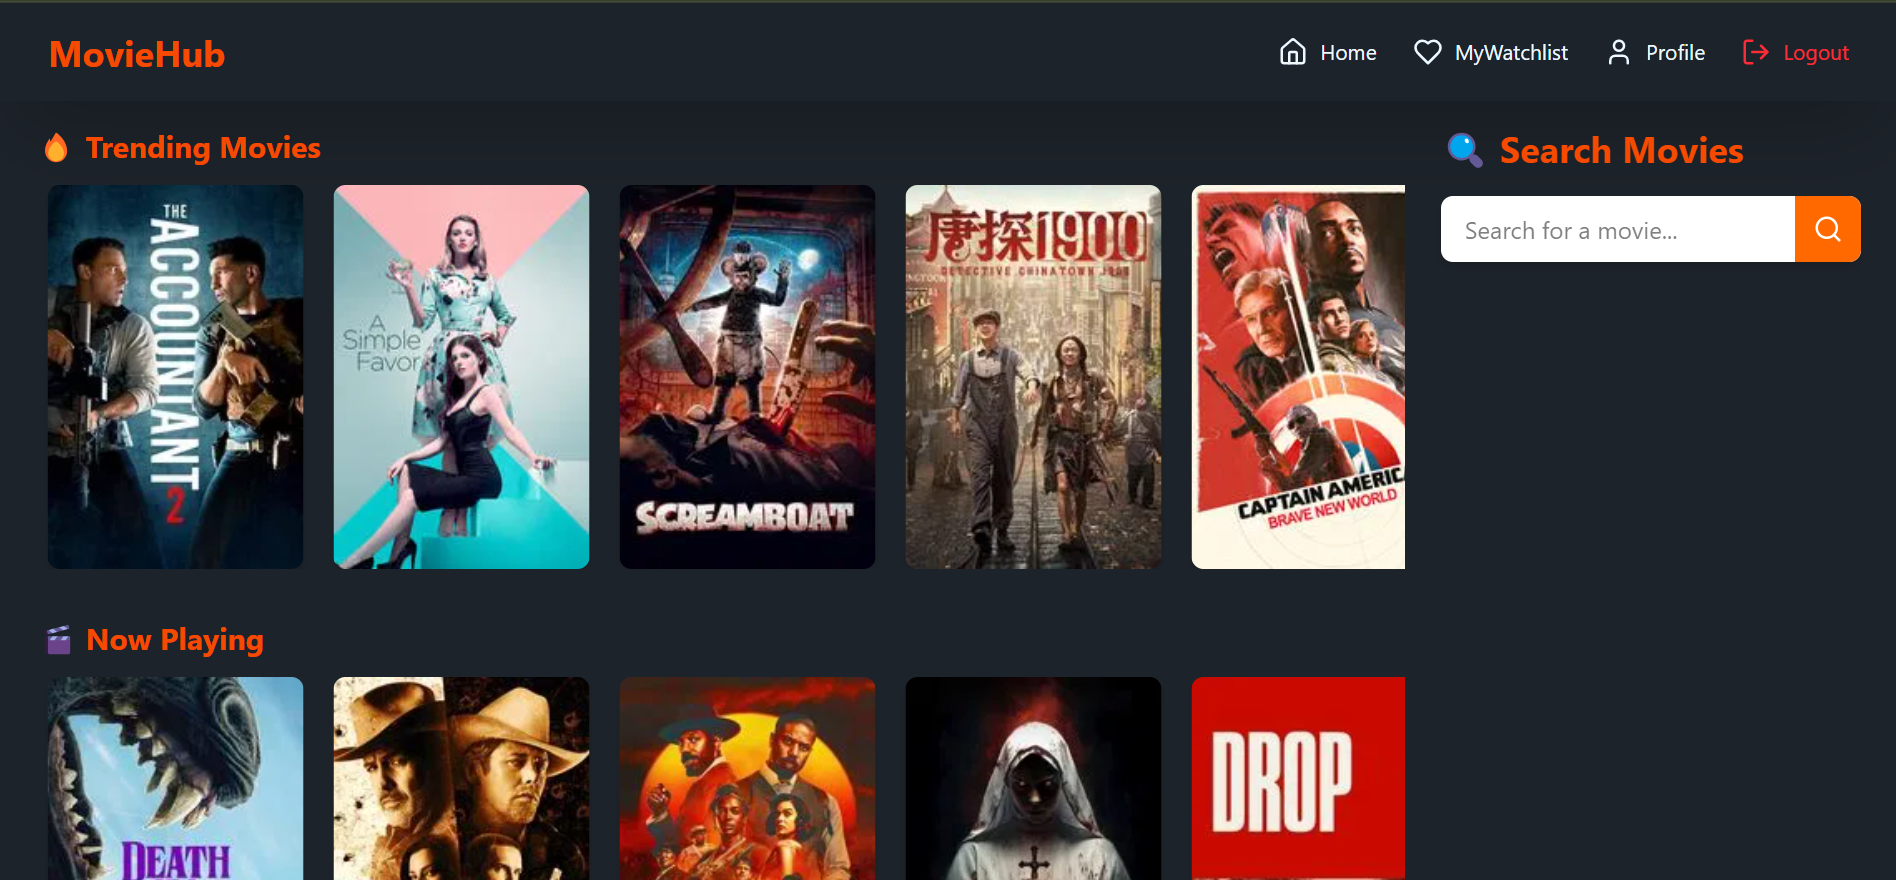 MovieHub
Home
MyWatchlist
Profile
Logout
Trending Movies
Search Movies
Search for a movie...
THE
ACCOUNTANT
2
A
Simple
Favor
SCREAMBOAT
唐探1900
DETECTIVE CHINATOWN 1900
CAPTAIN AMERIC
BRAVE NEW WORLD
Now Playing
DEATH
DROP